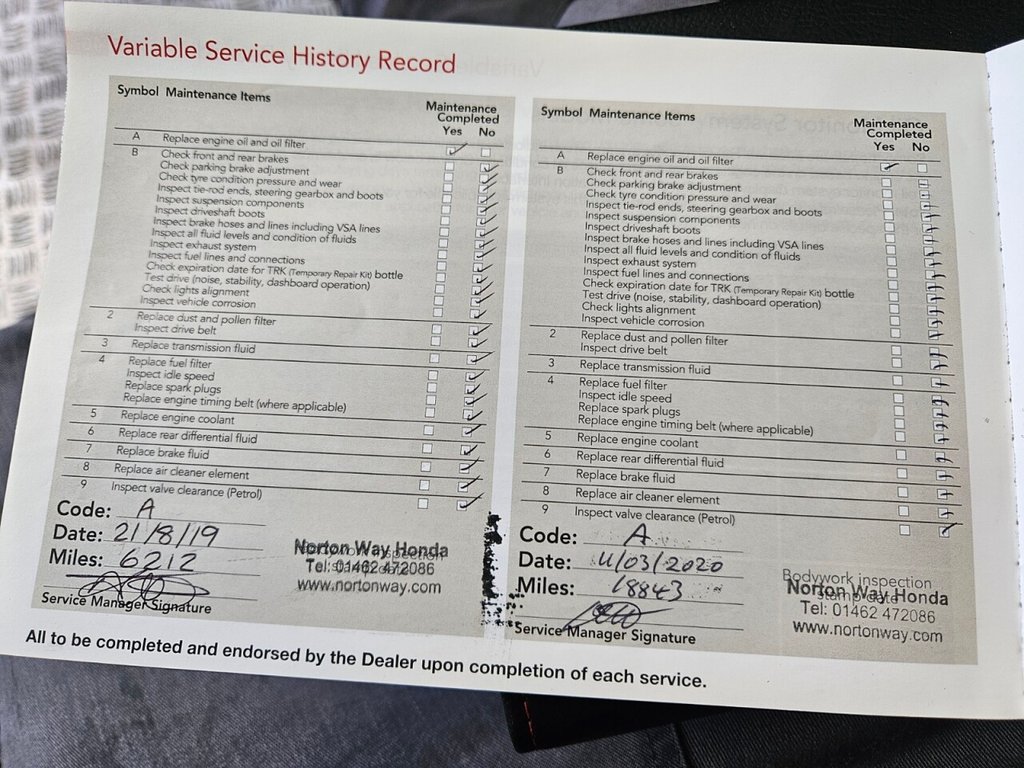 Variable Service History Record
Symbol Maintenance Items
Maintenance
Completed
Yes No
A Replace engine oil and oil filter
B Check front and rear brakes
Check parking brake adjustment
Check tyre condition pressure and wear
Inspect tie-rod ends, steering gearbox and boots
Inspect suspension components
Inspect driveshaft boots
Inspect brake hoses and lines including VSA lines
Inspect all fluid levels and condition of fluids
Inspect exhaust system
Inspect fuel lines and connections
Check expiration date for TRK (Temporary Repair Kit) bottle
Test drive (noise, stability, dashboard operation)
Check lights alignment
Inspect vehicle corrosion
2 Replace dust and pollen filter
Inspect drive belt
3 Replace transmission fluid
4 Replace fuel filter
Inspect idle speed
Replace spark plugs
Replace engine timing belt (where applicable)
5 Replace engine coolant
6 Replace rear differential fluid
7 Replace brake fluid
8 Replace air cleaner element
9 Inspect valve clearance (Petrol)
Code: A
Date: 21/8/19
Miles: 6212
Service Manager Signature
Norton Way Honda
Tel: 01462 472086
www.nortonway.com
Symbol Maintenance Items
Maintenance
Completed
Yes No
A Replace engine oil and oil filter
B Check front and rear brakes
Check parking brake adjustment
Check tyre condition pressure and wear
Inspect tie-rod ends, steering gearbox and boots
Inspect suspension components
Inspect driveshaft boots
Inspect brake hoses and lines including VSA lines
Inspect all fluid levels and condition of fluids
Inspect exhaust system
Inspect fuel lines and connections
Check expiration date for TRK (Temporary Repair Kit) bottle
Test drive (noise, stability, dashboard operation)
Check lights alignment
Inspect vehicle corrosion
2 Replace dust and pollen filter
Inspect drive belt
3 Replace transmission fluid
4 Replace fuel filter
Inspect idle speed
Replace spark plugs
Replace engine timing belt (where applicable)
5 Replace engine coolant
6 Replace rear differential fluid
7 Replace brake fluid
8 Replace air cleaner element
9 Inspect valve clearance (Petrol)
Code: A
Date: /03/2020
Miles: 18843
Service Manager Signature
Bodywork inspection
stamp date
Norton Way Honda
Tel: 01462 472086
www.nortonway.com
All to be completed and endorsed by the Dealer upon completion of each service.